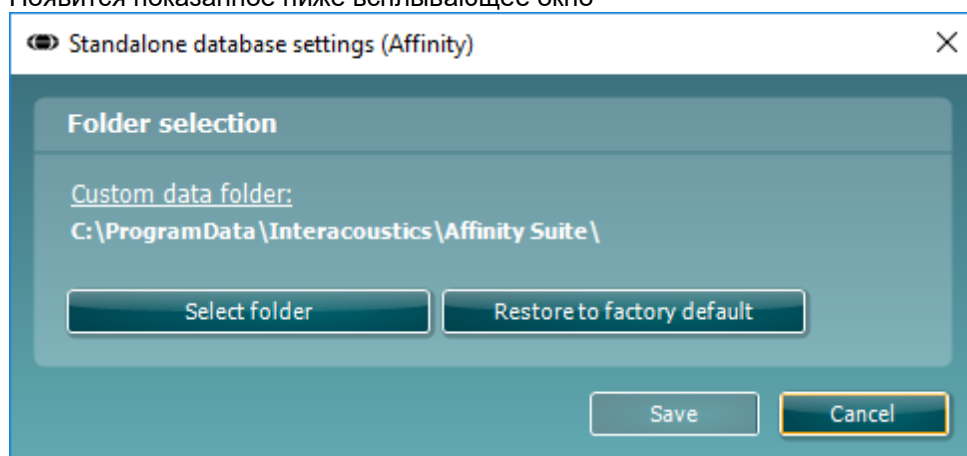 Появится показанное ниже всплывающее окно
Standalone database settings (Affinity)
Folder selection
Custom data folder:
C:\ProgramData\Interacoustics\Affinity Suite\
Select folder
Restore to factory default
Save
Cancel